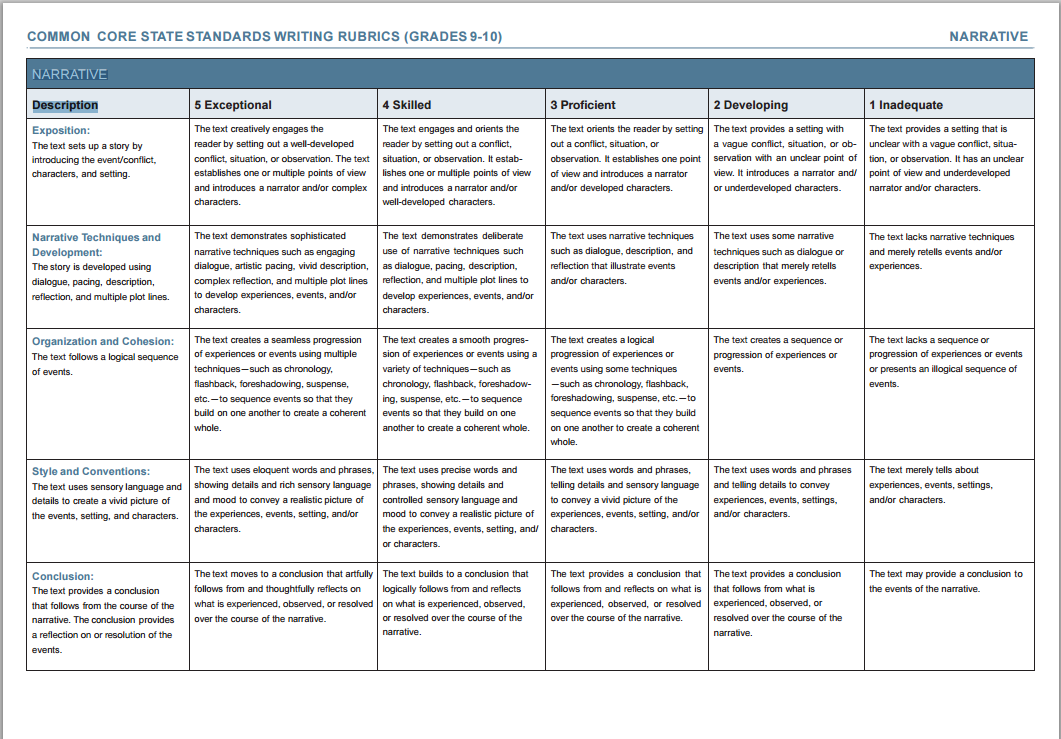 COMMON CORE STATE STANDARDS WRITING RUBRICS (GRADES 9-10)
NARRATIVE
NARRATIVE
Description
5 Exceptional
4 Skilled
3 Proficient
2 Developing
1 Inadequate
Exposition:
The text sets up a story by
introducing the event/conflict,
characters, and setting.
The text creatively engages the
reader by setting out a well-developed
conflict, situation, or observation. The text
establishes one or multiple points of view
and introduces a narrator and/or complex
characters.
The text engages and orients the
reader by setting out a conflict,
situation, or observation. It estab-
lishes one or multiple points of view
and introduces a narrator and/or
well-developed characters.
The text orients the reader by setting
out a conflict, situation, or
observation. It establishes one point
of view and introduces a narrator
and/or developed characters.
The text provides a setting with
a vague conflict, situation, or ob-
servation with an unclear point of
view. It introduces a narrator and/
or underdeveloped characters.
The text provides a setting that is
unclear with a vague conflict, situa-
tion, or observation. It has an unclear
point of view and underdeveloped
narrator and/or characters.
Narrative Techniques and
Development:
The story is developed using
dialogue, pacing, description,
reflection, and multiple plot lines.
The text demonstrates sophisticated
narrative techniques such as engaging
dialogue, artistic pacing, vivid description,
complex reflection, and multiple plot lines
to develop experiences, events, and/or
characters.
The text demonstrates deliberate
use of narrative techniques such
as dialogue, pacing, description,
reflection, and multiple plot lines to
develop experiences, events, and/or
characters.
The text uses narrative techniques
such as dialogue, description, and
reflection that illustrate events
and/or characters.
The text uses some narrative
techniques such as dialogue or
description that merely retells
events and/or experiences.
The text lacks narrative techniques
and merely retells events and/or
experiences.
Organization and Cohesion:
The text follows a logical sequence
of events.
The text creates a seamless progression
of experiences or events using multiple
techniques—such as chronology,
flashback, foreshadowing, suspense,
etc.—to sequence events so that they
build on one another to create a coherent
whole.
The text creates a smooth progres-
sion of experiences or events using a
variety of techniques—such as
chronology, flashback, foreshadow-
ing, suspense, etc.—to sequence
events so that they build on one
another to create a coherent whole.
The text creates a logical
progression of experiences or
events using some techniques
—such as chronology, flashback,
foreshadowing, suspense, etc.—to
sequence events so that they build
on one another to create a coherent
whole.
The text creates a sequence or
progression of experiences or
events.
The text lacks a sequence or
progression of experiences or events
or presents an illogical sequence of
events.
Style and Conventions:
The text uses sensory language and
details to create a vivid picture of
the events, setting, and characters.
The text uses eloquent words and phrases,
showing details and rich sensory language
and mood to convey a realistic picture of
the experiences, events, setting, and/or
characters.
The text uses precise words and
phrases, showing details and
controlled sensory language and
mood to convey a realistic picture of
the experiences, events, setting, and/
or characters.
The text uses words and phrases,
telling details and sensory language
to convey a vivid picture of the
experiences, events, setting, and/or
characters.
The text uses words and phrases
and telling details to convey
experiences, events, settings,
and/or characters.
The text merely tells about
experiences, events, settings,
and/or characters.
Conclusion:
The text provides a conclusion
that follows from the course of the
narrative. The conclusion provides
a reflection on or resolution of the
events.
The text moves to a conclusion that artfully
follows from and thoughtfully reflects on
what is experienced, observed, or resolved
over the course of the narrative.
The text builds to a conclusion that
logically follows from and reflects
on what is experienced, observed,
or resolved over the course of the
narrative.
The text provides a conclusion that
follows from and reflects on what is
experienced, observed, or resolved
over the course of the narrative.
The text provides a conclusion
that follows from what is
experienced, observed, or
resolved over the course of the
narrative.
The text may provide a conclusion to
the events of the narrative.